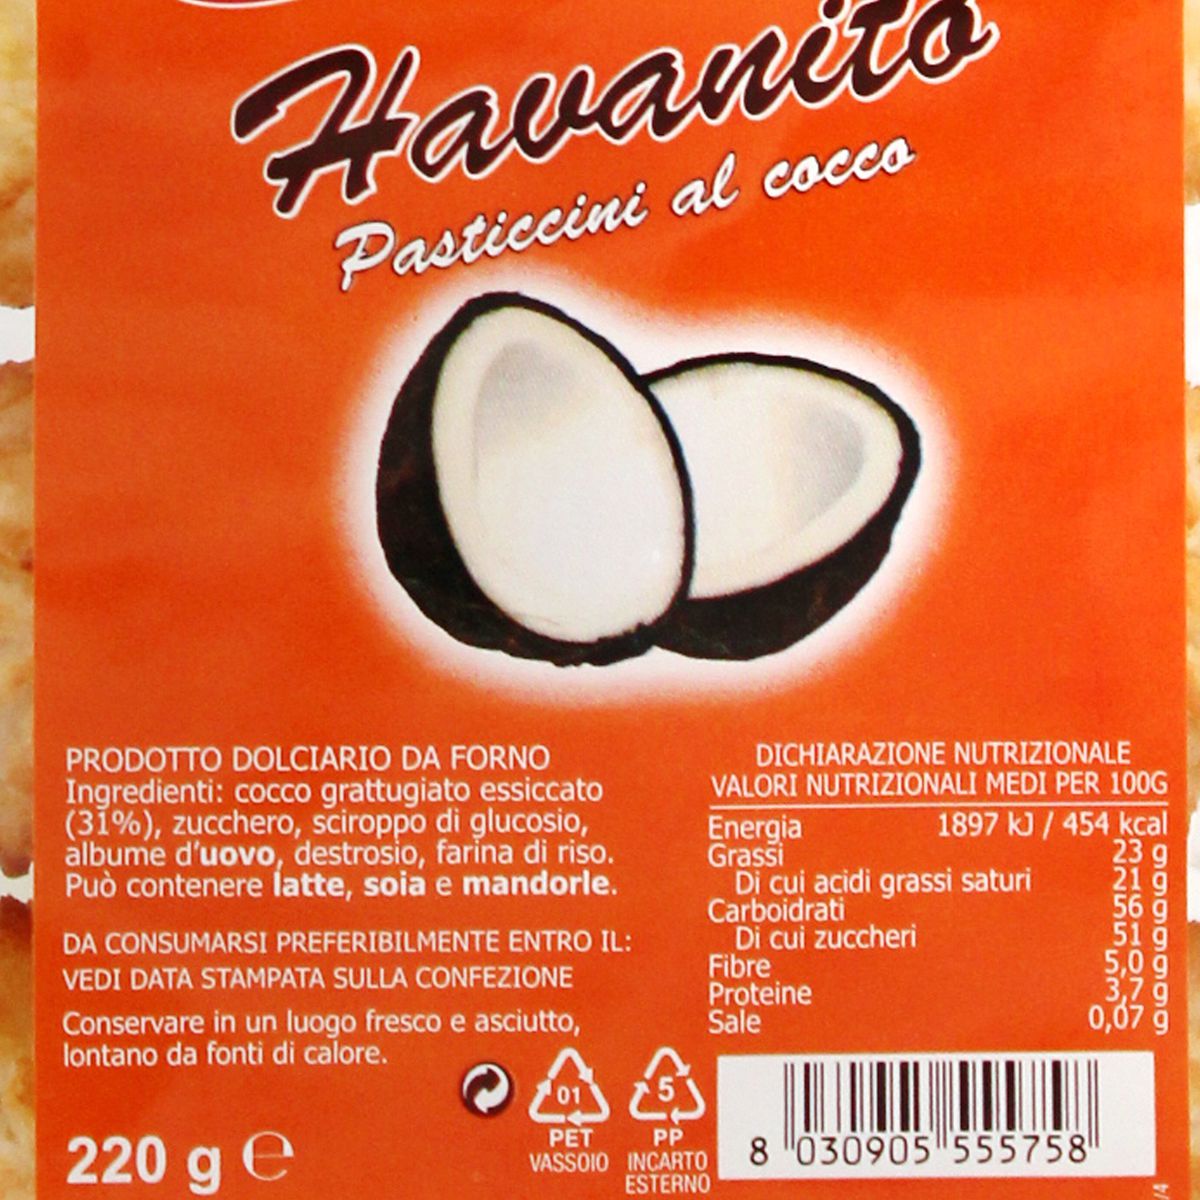 Havanito
Pasticcini al cocco
PRODOTTO DOLCIARIO DA FORNO
Ingredienti: cocco grattugiato essiccato
(31%), zucchero, sciroppo di glucosio,
albume d'uovo, destrosio, farina di riso.
Può contenere latte, soia e mandorle.
DA CONSUMARSI PREFERIBILMENTE ENTRO IL:
VEDI DATA STAMPATA SULLA CONFEZIONE
Conservare in un luogo fresco e asciutto,
lontano da fonti di calore.
220 g e
DICHIARAZIONE NUTRIZIONALE
VALORI NUTRIZIONALI MEDI PER 100G
Energia 1897 kJ / 454 kcal
Grassi 23 g
Di cui acidi grassi saturi 21 g
Carboidrati 56 g
Di cui zuccheri 51 g
Fibre 5,0 g
Proteine 3,7 g
Sale 0,07 g
01
PET
VASSOIO
5
PP
INCARTO
ESTERNO
8 030905 555758